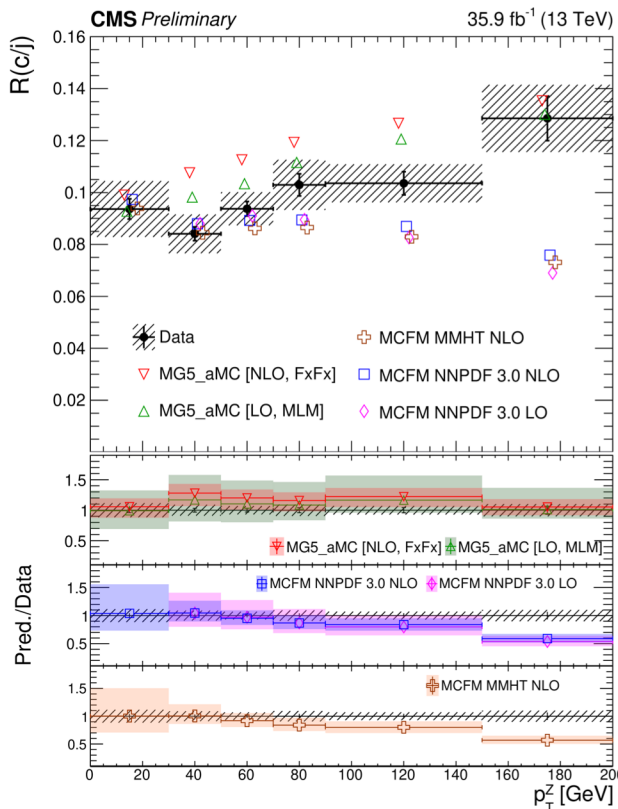 CMS Preliminary 35.9 fb⁻¹ (13 TeV)
R(c/j)
0.16
0.14
0.12
0.1
0.08
0.06
0.04
0.02
Data
MG5_aMC [NLO, FxFx]
MG5_aMC [LO, MLM]
MCFM MMHT NLO
MCFM NNPDF 3.0 NLO
MCFM NNPDF 3.0 LO
Pred./Data
1.5
1
0.5
MG5_aMC [NLO, FxFx] MG5_aMC [LO, MLM]
1.5
1
0.5
MCFM NNPDF 3.0 NLO MCFM NNPDF 3.0 LO
1.5
1
0.5
MCFM MMHT NLO
0 20 40 60 80 100 120 140 160 180 200
p_T^Z [GeV]